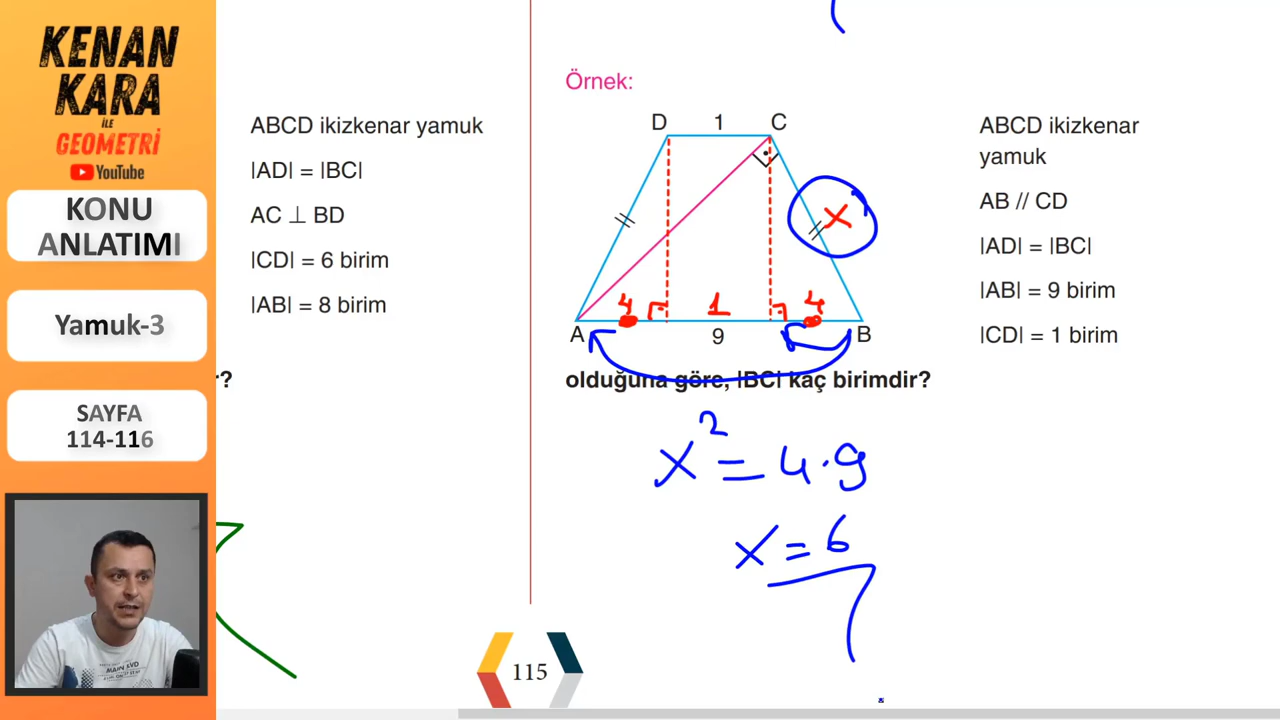 KENAN
KARA
İLE
GEOMETRİ
YouTube
KONU
ANLATIMI
Yamuk-3
SAYFA
114-116
ABCD ikizkenar yamuk
|AD| = |BC|
AC ⊥ BD
|CD| = 6 birim
|AB| = 8 birim
r?
Örnek:
D 1 C
x
4 1 4
A 9 B
ABCD ikizkenar
yamuk
AB // CD
|AD| = |BC|
|AB| = 9 birim
|CD| = 1 birim
olduğuna göre, |BC| kaç birimdir?
x² = 4·9
x = 6
115